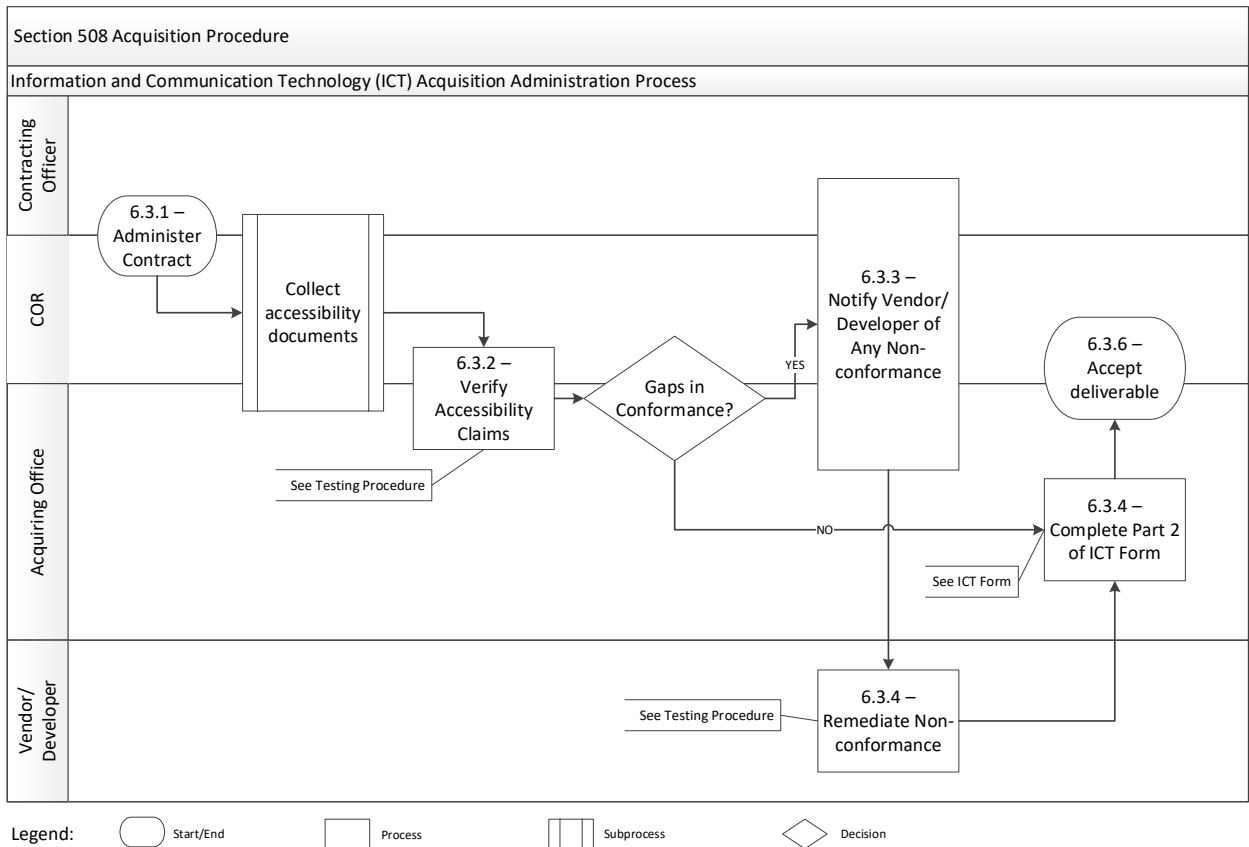 Section 508 Acquisition Procedure
Information and Communication Technology (ICT) Acquisition Administration Process
Contracting
Officer
COR
Acquiring Office
Vendor/
Developer
6.3.1 –
Administer
Contract
Collect
accessibility
documents
6.3.2 –
Verify
Accessibility
Claims
See Testing Procedure
Gaps in
Conformance?
YES
NO
6.3.3 –
Notify Vendor/
Developer of
Any Non-
conformance
6.3.4 –
Remediate Non-
conformance
See Testing Procedure
6.3.4 –
Complete Part 2
of ICT Form
See ICT Form
6.3.6 –
Accept
deliverable
Legend:
Start/End
Process
Subprocess
Decision